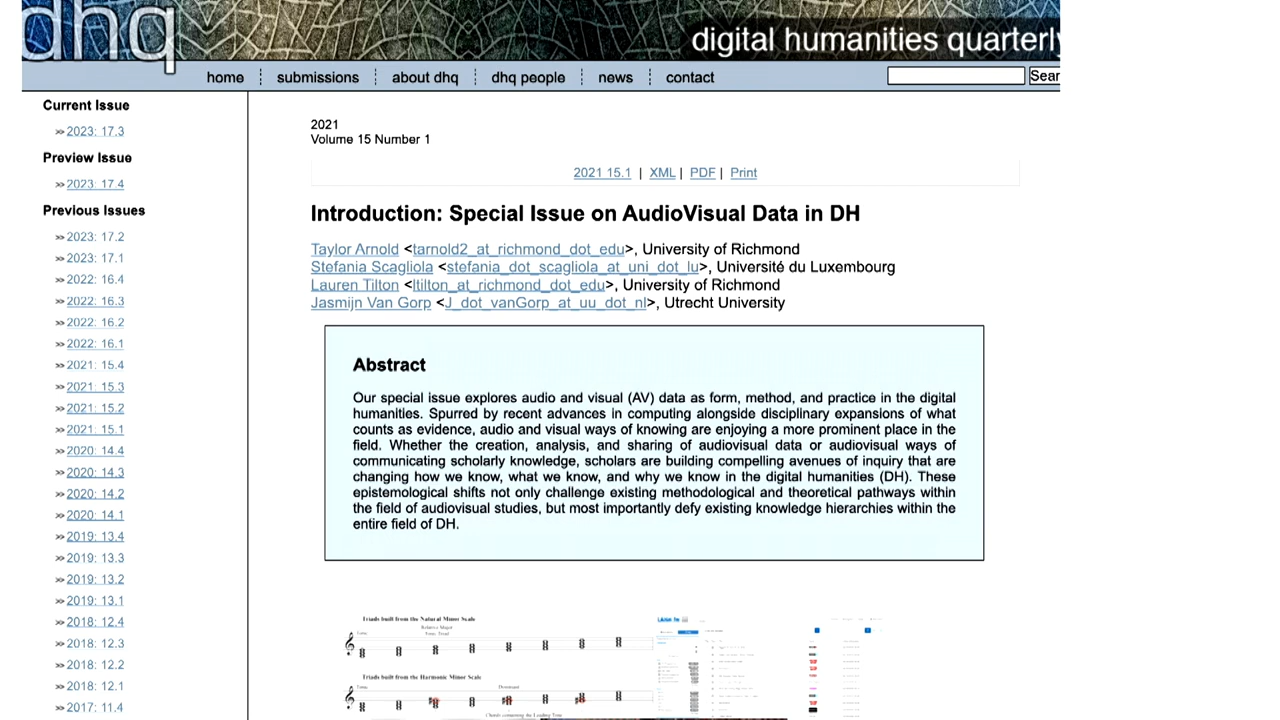 dhq
digital humanities quarterly
home submissions about dhq dhq people news contact
Sear
Current Issue
2023: 17.3
Preview Issue
2023: 17.4
Previous Issues
2023: 17.2
2023: 17.1
2022: 16.4
2022: 16.3
2022: 16.2
2022: 16.1
2021: 15.4
2021: 15.3
2021: 15.2
2021: 15.1
2020: 14.4
2020: 14.3
2020: 14.2
2020: 14.1
2019: 13.4
2019: 13.3
2019: 13.2
2019: 13.1
2018: 12.4
2018: 12.3
2018: 12.2
2018: 12.1
2017: 11.4
2021
Volume 15 Number 1
2021 15.1 | XML | PDF | Print
Introduction: Special Issue on AudioVisual Data in DH
Taylor Arnold <tarnold2_at_richmond_dot_edu>, University of Richmond
Stefania Scagliola <stefania_dot_scagliola_at_uni_dot_lu>, Université du Luxembourg
Lauren Tilton <ltilton_at_richmond_dot_edu>, University of Richmond
Jasmijn Van Gorp <J_dot_vanGorp_at_uu_dot_nl>, Utrecht University
Abstract
Our special issue explores audio and visual (AV) data as form, method, and practice in the digital
humanities. Spurred by recent advances in computing alongside disciplinary expansions of what
counts as evidence, audio and visual ways of knowing are enjoying a more prominent place in the
field. Whether the creation, analysis, and sharing of audiovisual data or audiovisual ways of
communicating scholarly knowledge, scholars are building compelling avenues of inquiry that are
changing how we know, what we know, and why we know in the digital humanities (DH). These
epistemological shifts not only challenge existing methodological and theoretical pathways within
the field of audiovisual studies, but most importantly defy existing knowledge hierarchies within the
entire field of DH.
Triads built from the Natural Minor Scale
Relative Major
Tonic Triad
Tonic
Triads built from the Harmonic Minor Scale
Tonic Dominant
Chords containing the Leading Tone